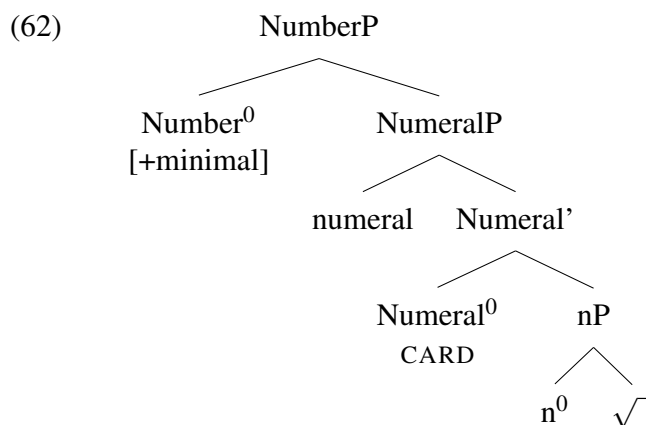 (62) NumberP
Number⁰ NumeralP
[+minimal]
numeral Numeral’
Numeral⁰ nP
CARD
n⁰ √